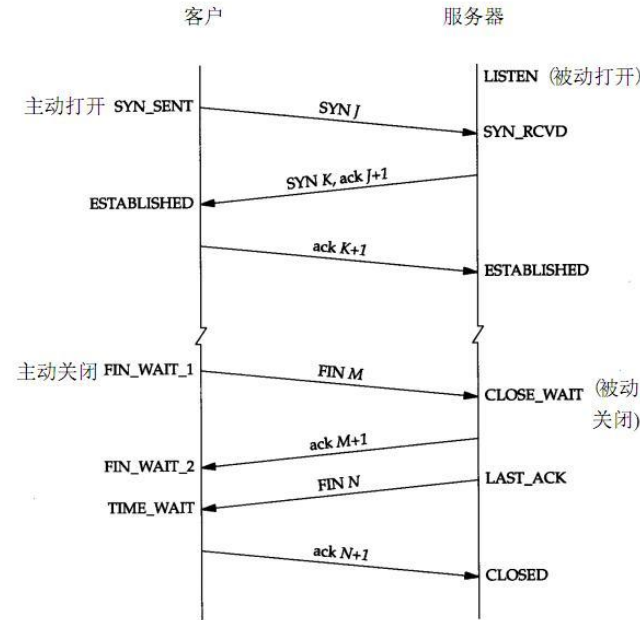 客户 服务器
LISTEN (被动打开)
主动打开 SYN_SENT
SYN J
SYN_RCVD
SYN K, ack J+1
ESTABLISHED
ack K+1
ESTABLISHED
主动关闭 FIN_WAIT_1
FIN M
CLOSE_WAIT (被动
关闭)
ack M+1
FIN_WAIT_2
FIN N
LAST_ACK
TIME_WAIT
ack N+1
CLOSED